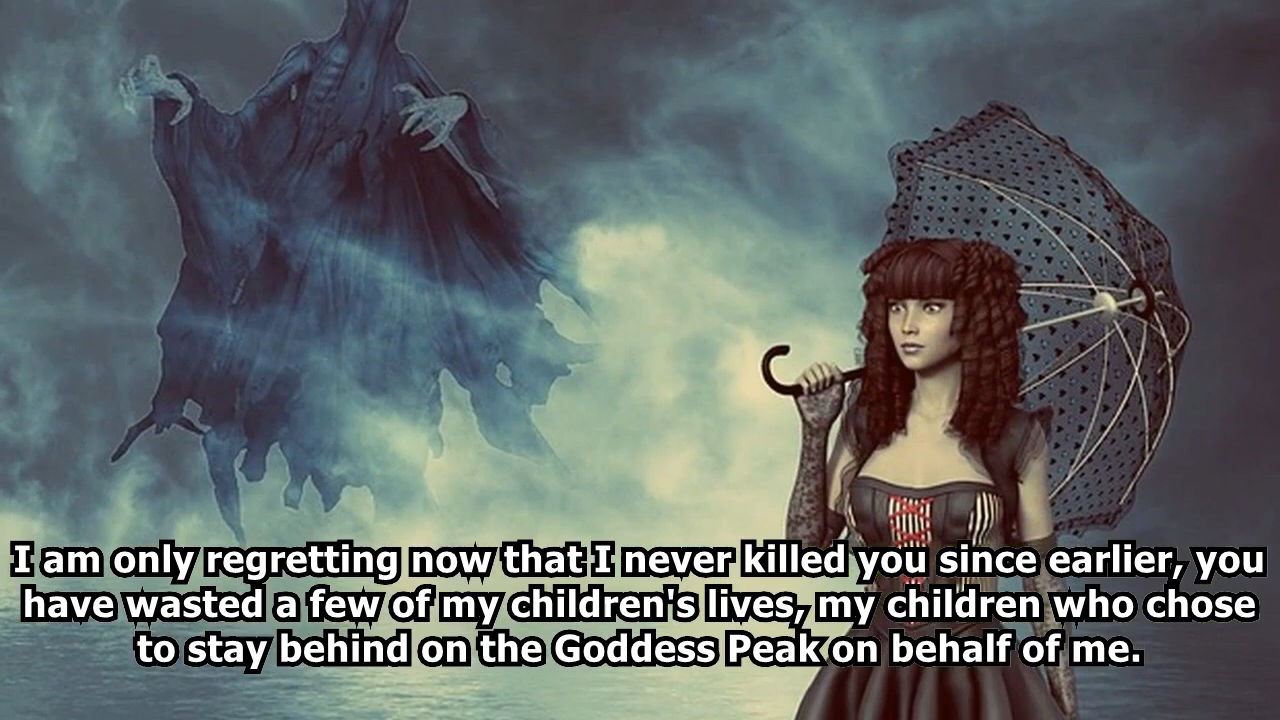 I am only regretting now that I never killed you since earlier, you
have wasted a few of my children's lives, my children who chose
to stay behind on the Goddess Peak on behalf of me.